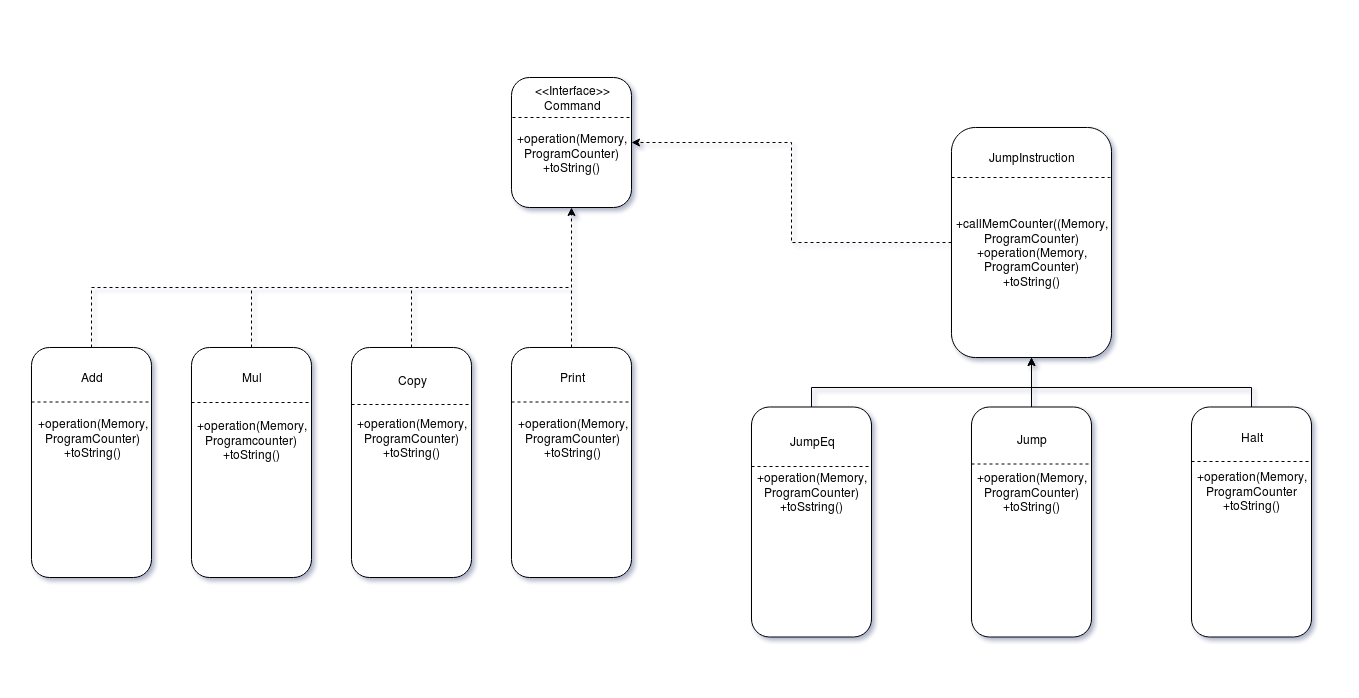 <<Interface>>
Command
+operation(Memory,
ProgramCounter)
+toString()
JumpInstruction
+callMemCounter((Memory,
ProgramCounter)
+operation(Memory,
ProgramCounter)
+toString()
Add
+operation(Memory,
ProgramCounter)
+toString()
Mul
+operation(Memory,
Programcounter)
+toString()
Copy
+operation(Memory,
ProgramCounter)
+toString()
Print
+operation(Memory,
ProgramCounter)
+toString()
JumpEq
+operation(Memory,
ProgramCounter)
+toSstring()
Jump
+operation(Memory,
ProgramCounter)
+toString()
Halt
+operation(Memory,
ProgramCounter
+toString()